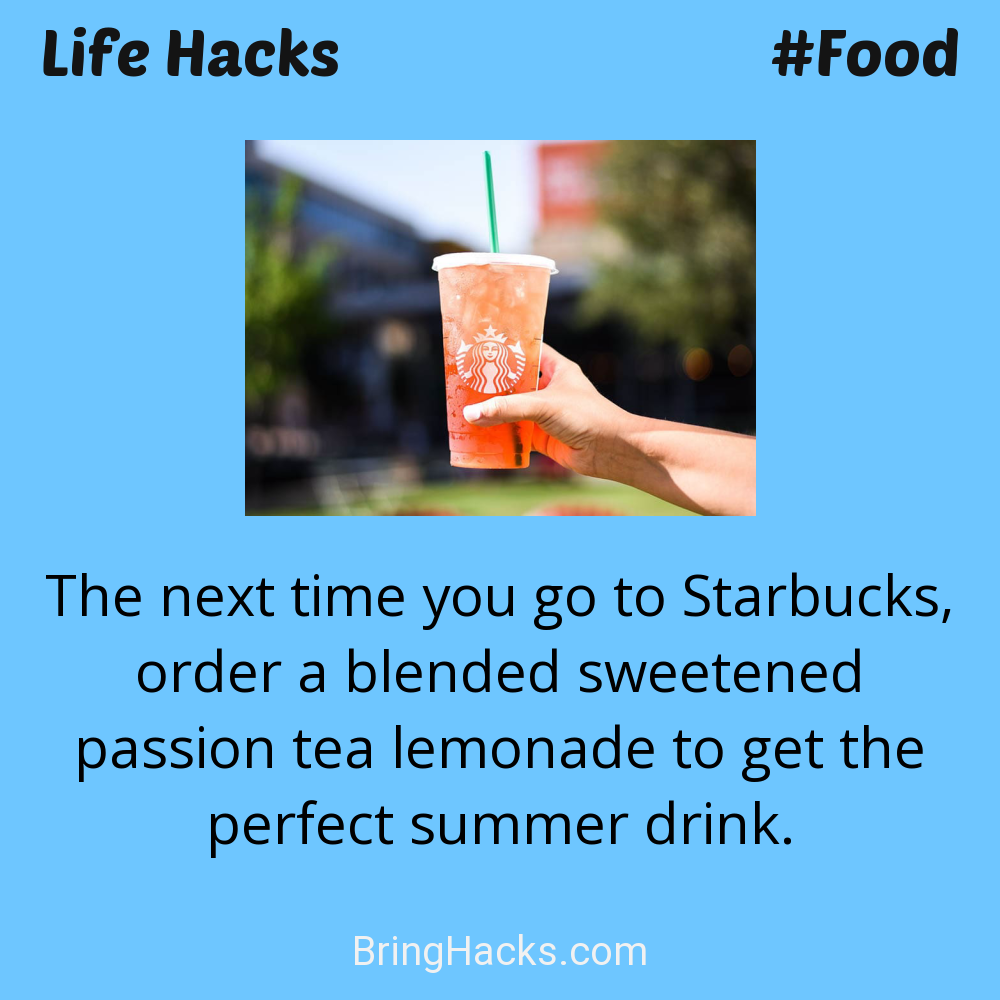 Life Hacks
#Food
The next time you go to Starbucks,
order a blended sweetened
passion tea lemonade to get the
perfect summer drink.
BringHacks.com